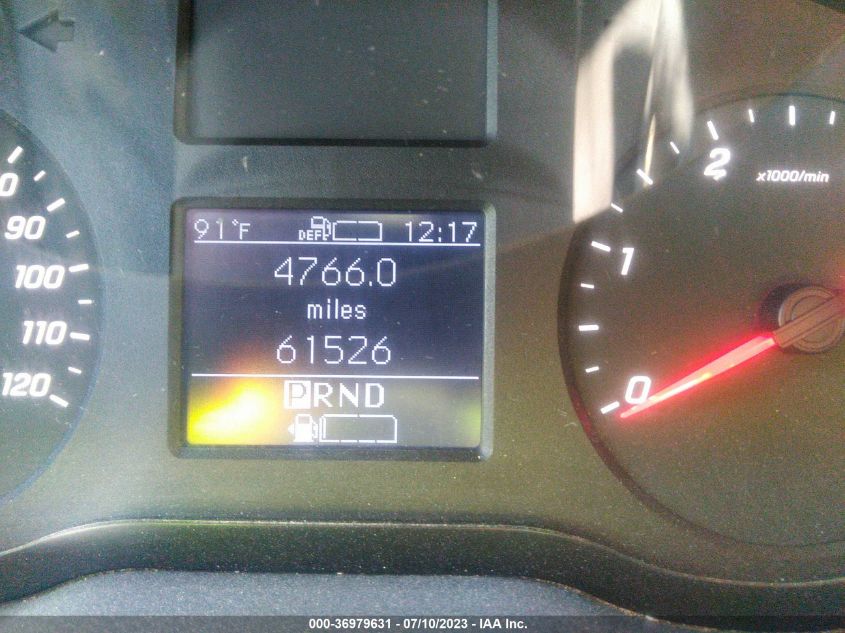 91°F DEF 12:17
4766.0
miles
61526
PRND
90
100
110
120
2
x1000/min
1
0
000-36979631 - 07/10/2023 - IAA Inc.